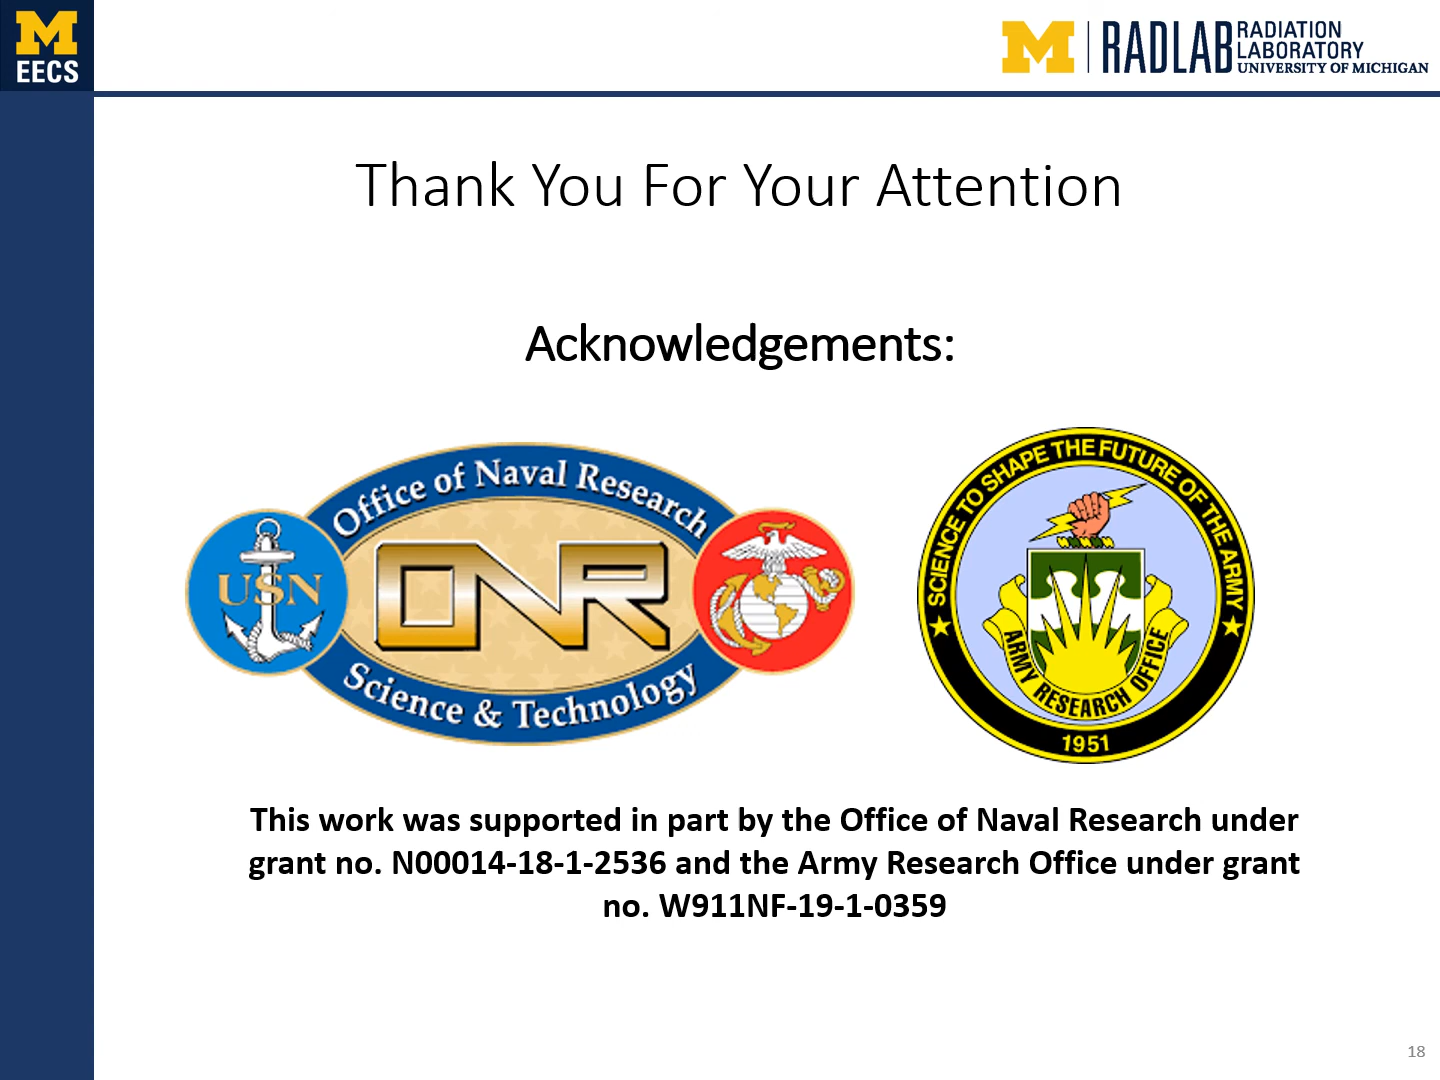 M
EECS
M RADLAB RADIATION
LABORATORY
UNIVERSITY OF MICHIGAN
Thank You For Your Attention
Acknowledgements:
Office of Naval Research
USN
ONR
Science & Technology
SCIENCE TO SHAPE THE FUTURE OF THE ARMY
ARMY RESEARCH OFFICE
1951
This work was supported in part by the Office of Naval Research under
grant no. N00014-18-1-2536 and the Army Research Office under grant
no. W911NF-19-1-0359
18